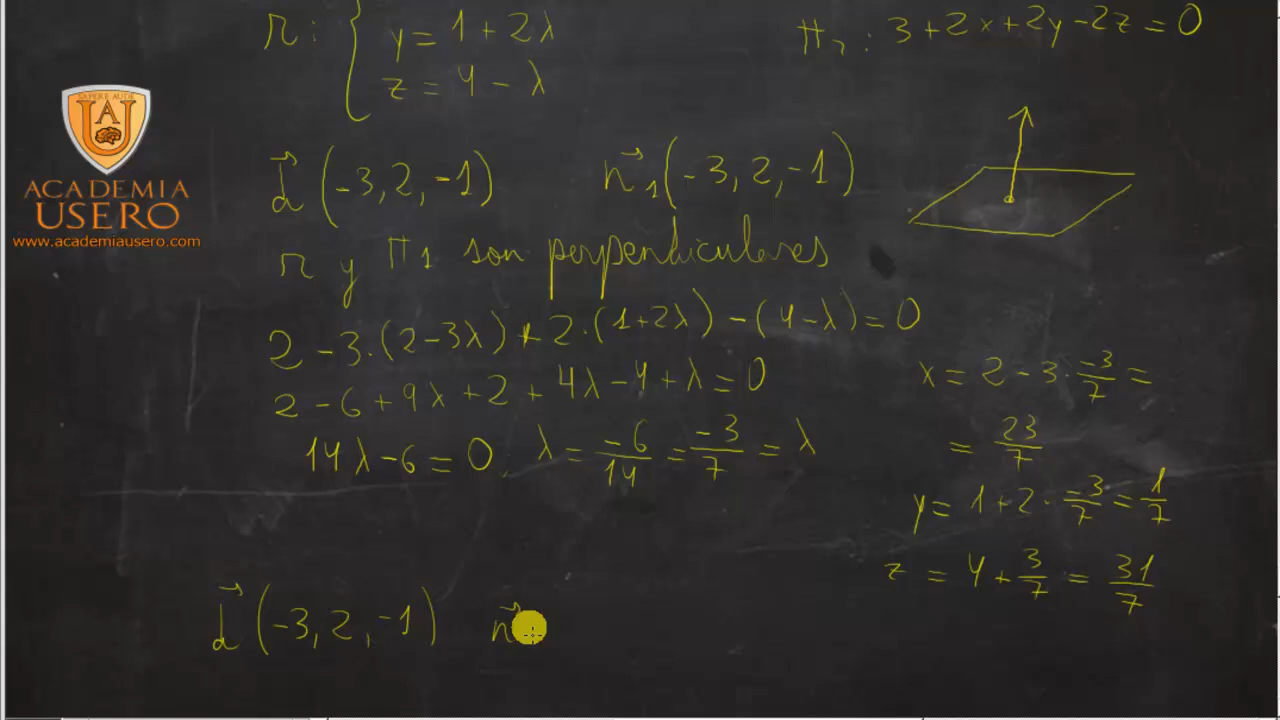 r: { y = 1 + 2λ
z = 4 - λ
π₂: 3 + 2x + 2y - 2z = 0
SAPERE AUDE
ACADEMIA
USERO
www.academiausero.com
d⃗ (-3, 2, -1) n⃗₁ (-3, 2, -1)
r y π1 son perpendiculares
2 - 3·(2-3λ) + 2·(1+2λ) - (4-λ) = 0
2 - 6 + 9λ + 2 + 4λ - 4 + λ = 0
14λ - 6 = 0; λ = -6/14 = -3/7 = λ
x = 2 - 3·-3/7 =
= 23/7
y = 1 + 2·-3/7 = 1/7
z = 4 + 3/7 = 31/7
d⃗ (-3, 2, -1) n⃗